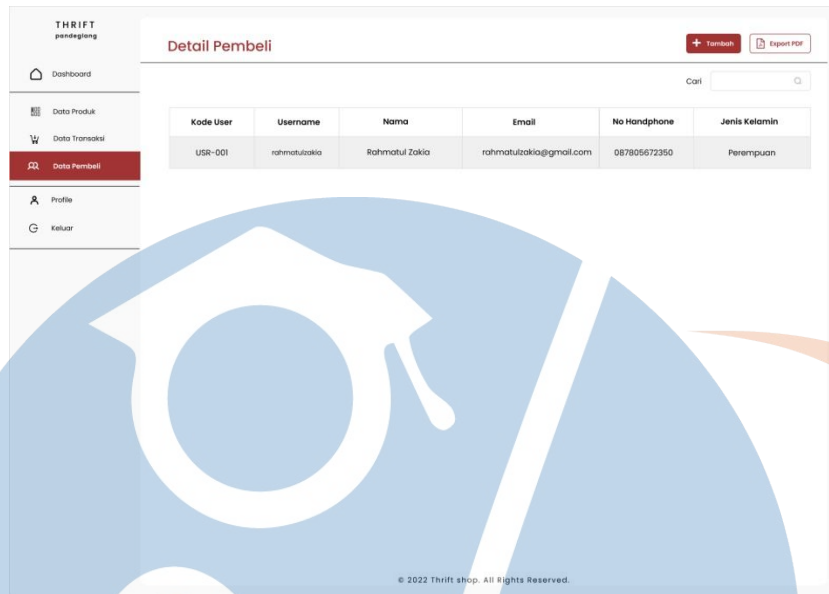 THRIFT
pandeglang
Dashboard
Data Produk
Data Transaksi
Data Pembeli
Profile
Keluar
Detail Pembeli
+ Tambah
Export PDF
Cari
Kode User Username Nama Email No Handphone Jenis Kelamin
USR-001 rahmatulzakia Rahmatul Zakia rahmatulzakia@gmail.com 087805672350 Perempuan
© 2022 Thrift shop. All Rights Reserved.